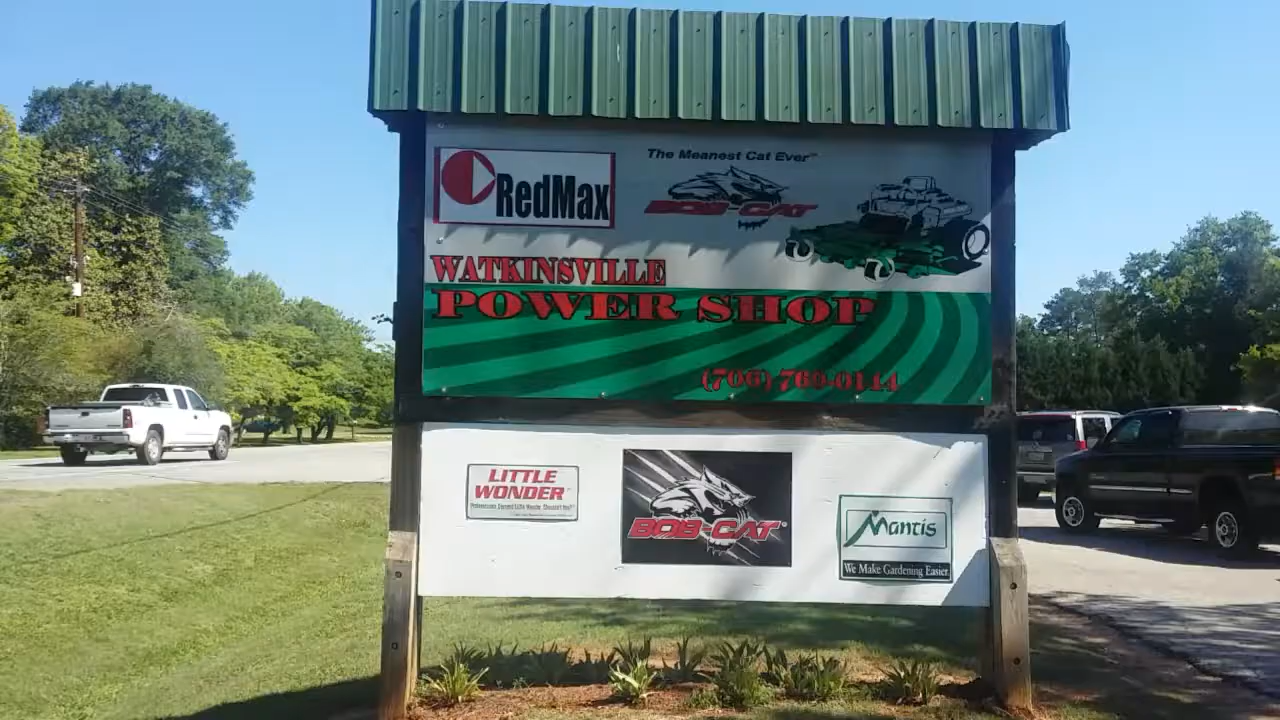 RedMax
The Meanest Cat Ever™
BOB-CAT
WATKINSVILLE
POWER SHOP
(706) 769-0144
LITTLE
WONDER
BOB-CAT®
Mantis
We Make Gardening Easier